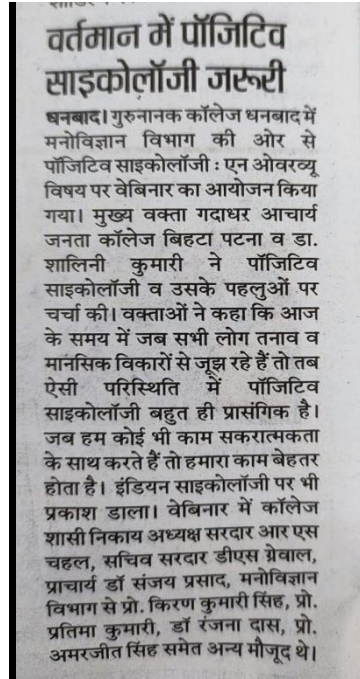 वर्तमान में पॉजिटिव
साइकोलॉजी जरूरी
धनबाद। गुरुनानक कॉलेज धनबाद में
मनोविज्ञान विभाग की ओर से
पॉजिटिव साइकोलॉजी : एन ओवरव्यू
विषय पर वेबिनार का आयोजन किया
गया। मुख्य वक्ता गदाधर आचार्य
जनता कॉलेज बिहटा पटना व डा.
शालिनी कुमारी ने पॉजिटिव
साइकोलॉजी व उसके पहलुओं पर
चर्चा की। वक्ताओं ने कहा कि आज
के समय में जब सभी लोग तनाव व
मानसिक विकारों से जूझ रहे हैं तो तब
ऐसी परिस्थिति में पॉजिटिव
साइकोलॉजी बहुत ही प्रासंगिक है।
जब हम कोई भी काम सकरात्मकता
के साथ करते हैं तो हमारा काम बेहतर
होता है। इंडियन साइकोलॉजी पर भी
प्रकाश डाला। वेबिनार में कॉलेज
शासी निकाय अध्यक्ष सरदार आर एस
चहल, सचिव सरदार डीएस ग्रेवाल,
प्राचार्य डॉ संजय प्रसाद, मनोविज्ञान
विभाग से प्रो. किरण कुमारी सिंह, प्रो.
प्रतिमा कुमारी, डॉ रंजना दास, प्रो.
अमरजीत सिंह समेत अन्य मौजूद थे।